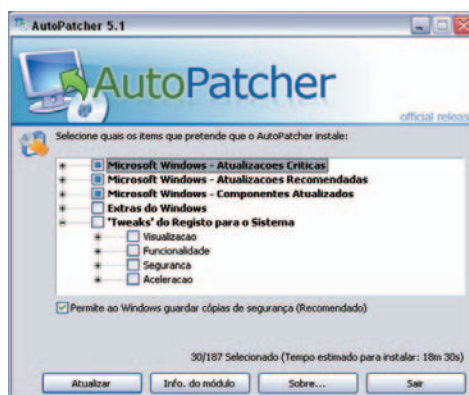 AutoPatcher 5.1
AutoPatcher
official releas
Selecione quais os items que pretende que o AutoPatcher instale:
Microsoft Windows - Atualizacoes Criticas
Microsoft Windows - Atualizacoes Recomendadas
Microsoft Windows - Componentes Atualizados
Extras do Windows
'Tweaks' do Registo para o Sistema
Visualizacao
Funcionalidade
Seguranca
Aceleracao
Permite ao Windows guardar cópias de segurança (Recomendado)
30/187 Selecionado (Tempo estimado para instalar: 18m 30s)
Atualizar Info. do módulo Sobre... Sair